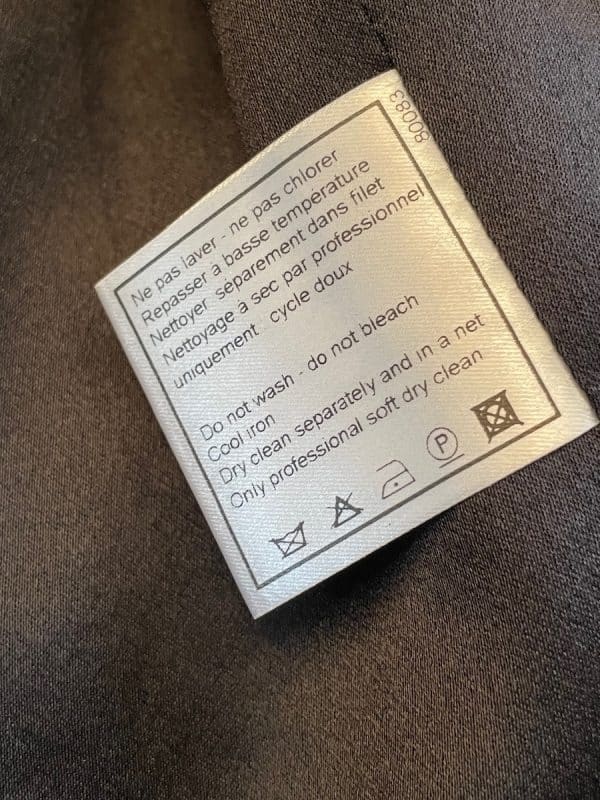 80083
Ne pas laver - ne pas chlorer
Repasser à basse température
Nettoyer séparement dans filet
Nettoyage à sec par professionnel
uniquement cycle doux
Do not wash - do not bleach
Cool iron
Dry clean separately and in a net
Only professional soft dry clean
P